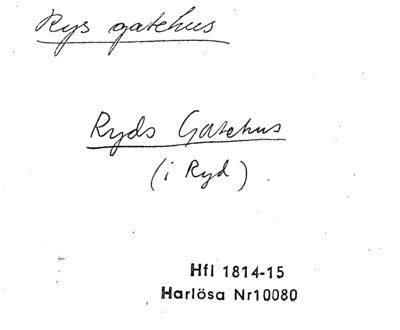 Rys gatehus
Ryds Gatehus
(i Ryd)
Hfl 1814-15
Harlösa Nr10080